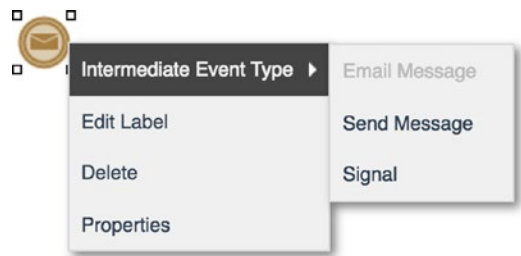 Intermediate Event Type
Edit Label
Delete
Properties
Email Message
Send Message
Signal